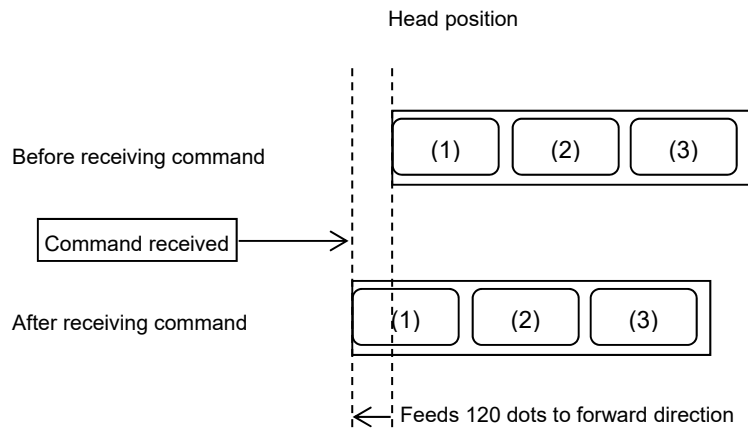 Head position
Before receiving command
(1) (2) (3)
Command received
After receiving command
(1) (2) (3)
Feeds 120 dots to forward direction